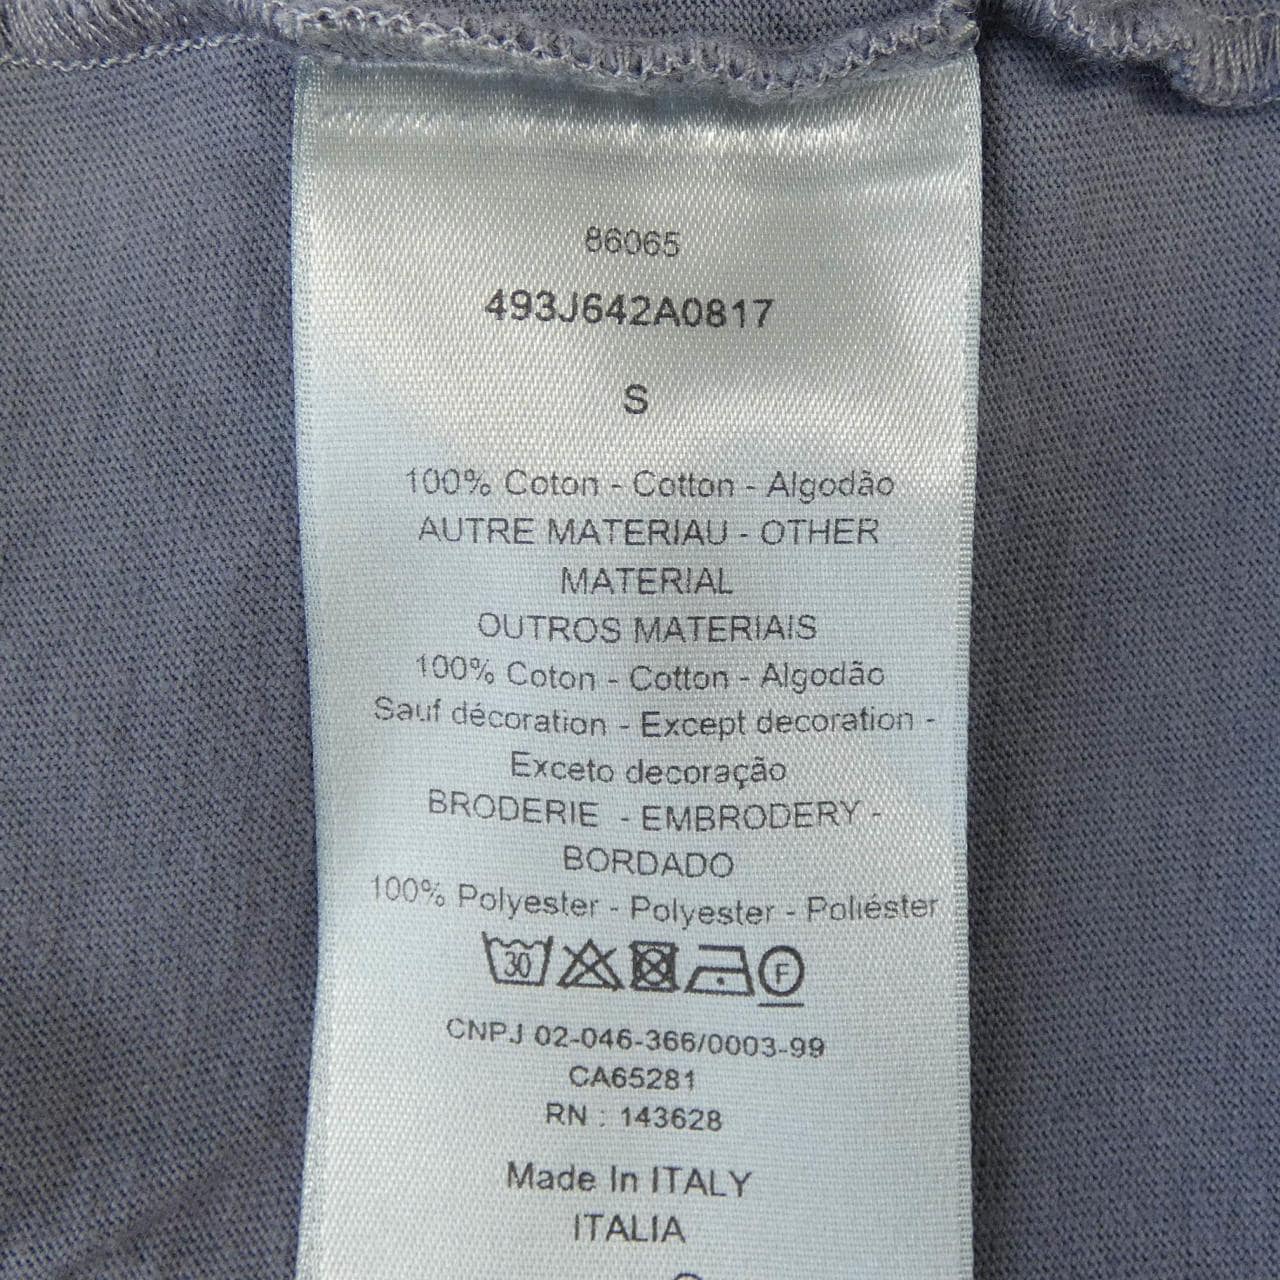 86065
493J642A0817
S
100% Coton - Cotton - Algodão
AUTRE MATERIAU - OTHER
MATERIAL
OUTROS MATERIAIS
100% Coton - Cotton - Algodão
Sauf décoration - Except decoration -
Exceto decoração
BRODERIE - EMBRODERY -
BORDADO
100% Polyester - Polyester - Poliéster
30 F
CNPJ 02-046-366/0003-99
CA65281
RN : 143628
Made In ITALY
ITALIA